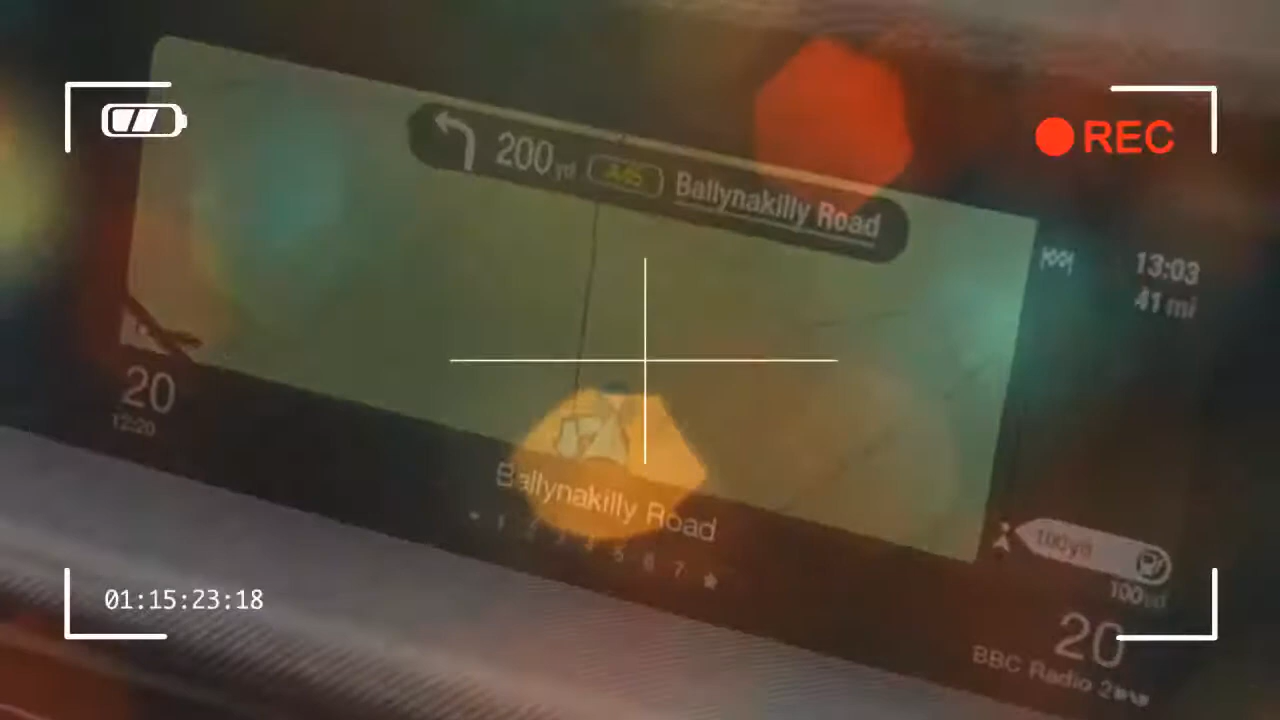 REC
200 yd A45 Ballynakilly Road
13:03
41 mi
20
12:20
Ballynakilly Road
1 2 3 4 5 6 7
100yd
100yd
01:15:23:18
20
BBC Radio 2